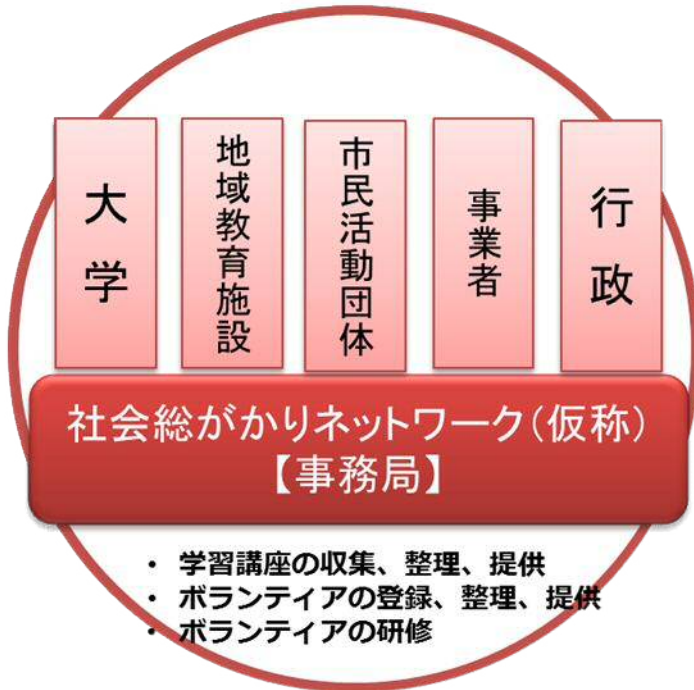 大学
地域教育施設
市民活動団体
事業者
行政
社会総がかりネットワーク(仮称)
【事務局】
・ 学習講座の収集、整理、提供
・ ボランティアの登録、整理、提供
・ ボランティアの研修